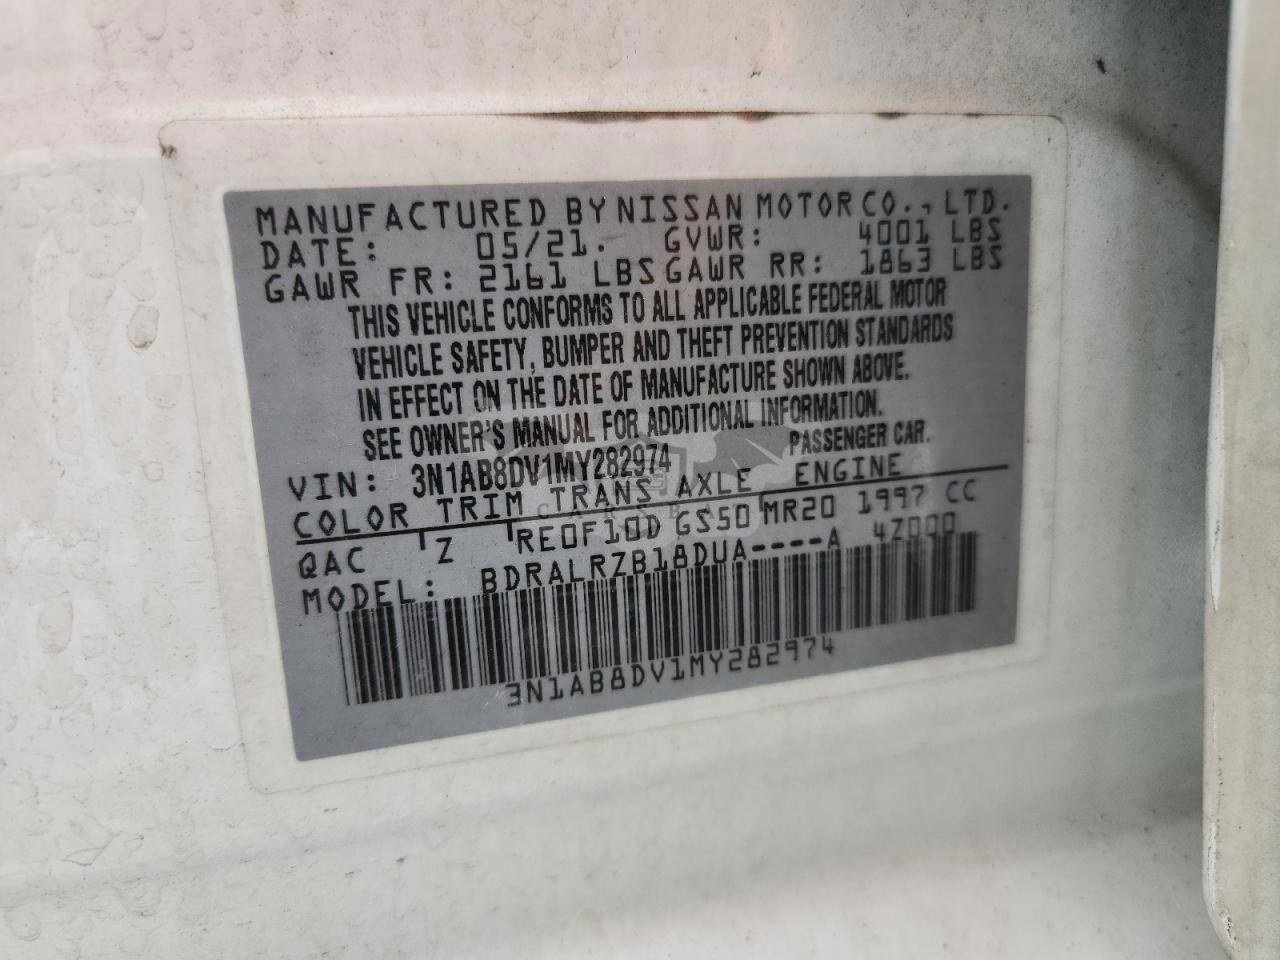 MANUFACTURED BY NISSAN MOTOR CO., LTD.
DATE: 05/21. GVWR: 4001 LBS
GAWR FR: 2161 LBS GAWR RR: 1863 LBS
THIS VEHICLE CONFORMS TO ALL APPLICABLE FEDERAL MOTOR
VEHICLE SAFETY, BUMPER AND THEFT PREVENTION STANDARDS
IN EFFECT ON THE DATE OF MANUFACTURE SHOWN ABOVE.
SEE OWNER'S MANUAL FOR ADDITIONAL INFORMATION.
VIN: 3N1AB8DV1MY282974 PASSENGER CAR.
COLOR TRIM TRANS AXLE ENGINE
QAC Z RE0F10D GS50 MR20 1997 CC
MODEL: BDRALRZB18DUA----A 4Z000
3N1AB8DV1MY282974